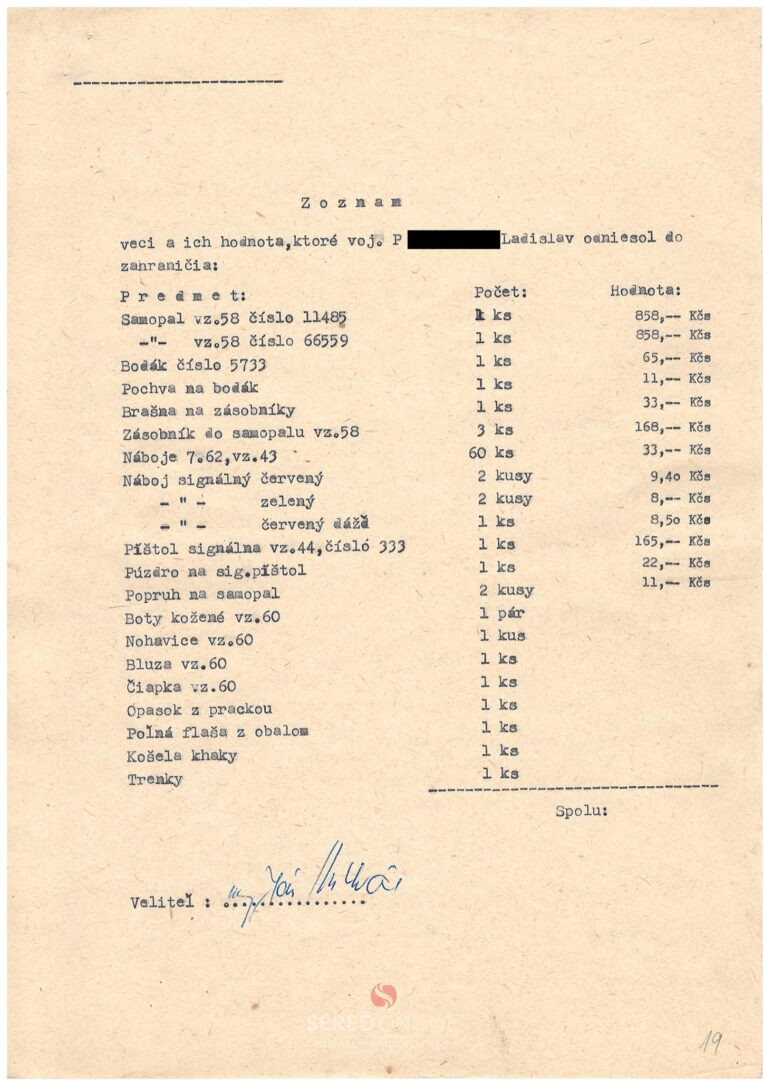 Zoznam
veci a ich hodnota,ktoré voj. P Ladislav odniesol do
zahraničia:
Predmet: Počet: Hodnota:
Samopal vz.58 číslo 11485 1 ks 858,-- Kčs
-"- vz.58 číslo 66559 1 ks 858,-- Kčs
Bodák číslo 5733 1 ks 65,-- Kčs
Pochva na bodák 1 ks 11,-- Kčs
Brašna na zásobníky 1 ks 33,-- Kčs
Zásobník do samopalu vz.58 3 ks 168,-- Kčs
Náboje 7.62,vz.43 60 ks 33,-- Kčs
Náboj signálný červený 2 kusy 9,40 Kčs
- " - zelený 2 kusy 8,-- Kčs
- " - červený dážď 1 ks 8,50 Kčs
Píštol signálna vz.44,čísló 333 1 ks 165,-- Kčs
Púzdro na sig.píštol 1 ks 22,-- Kčs
Popruh na samopal 2 kusy 11,-- Kčs
Boty kožené vz.60 1 pár
Nohavice vz.60 1 kus
Bluza vz.60 1 ks
Čiapka vz.60 1 ks
Opasok z prackou 1 ks
Poľná flaša z obalom 1 ks
Košela khaky 1 ks
Trenky 1 ks
Spolu:
Veliteľ : ................
19